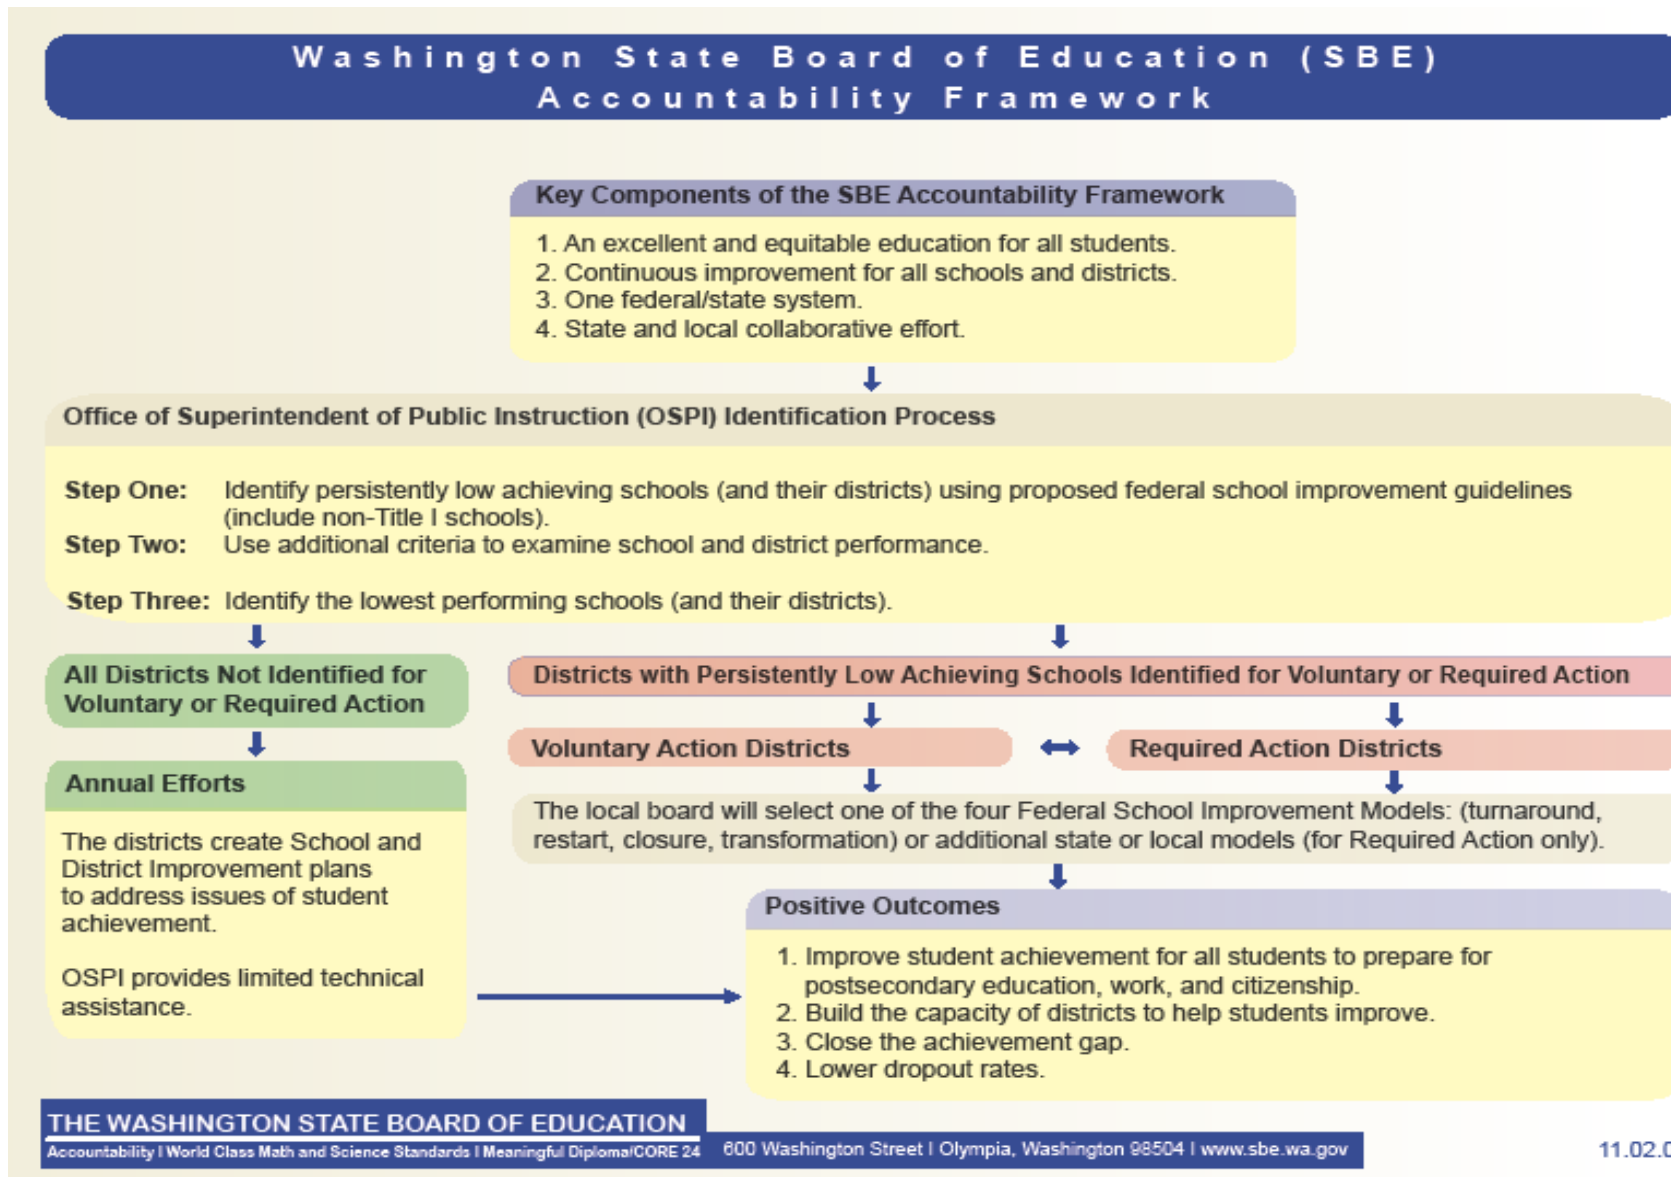 Washington State Board of Education (SBE)
Accountability Framework
Key Components of the SBE Accountability Framework
1. An excellent and equitable education for all students.
2. Continuous improvement for all schools and districts.
3. One federal/state system.
4. State and local collaborative effort.
Office of Superintendent of Public Instruction (OSPI) Identification Process
Step One: Identify persistently low achieving schools (and their districts) using proposed federal school improvement guidelines
(include non-Title I schools).
Step Two: Use additional criteria to examine school and district performance.
Step Three: Identify the lowest performing schools (and their districts).
All Districts Not Identified for
Voluntary or Required Action
Annual Efforts
The districts create School and
District Improvement plans
to address issues of student
achievement.
OSPI provides limited technical
assistance.
Districts with Persistently Low Achieving Schools Identified for Voluntary or Required Action
Voluntary Action Districts
Required Action Districts
The local board will select one of the four Federal School Improvement Models: (turnaround,
restart, closure, transformation) or additional state or local models (for Required Action only).
Positive Outcomes
1. Improve student achievement for all students to prepare for
postsecondary education, work, and citizenship.
2. Build the capacity of districts to help students improve.
3. Close the achievement gap.
4. Lower dropout rates.
THE WASHINGTON STATE BOARD OF EDUCATION
Accountability I World Class Math and Science Standards I Meaningful Diploma/CORE 24
600 Washington Street I Olympia, Washington 98504 I www.sbe.wa.gov